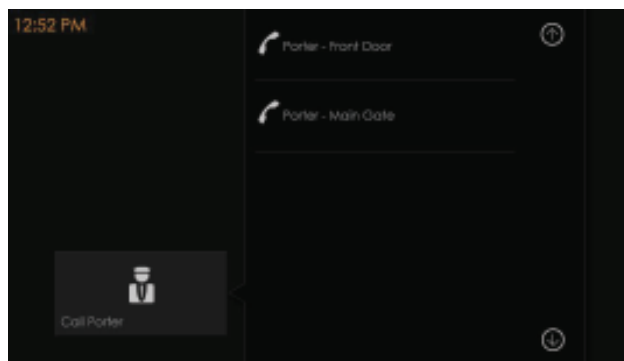 12:52 PM
Porter - Front Door
Porter - Main Gate
Call Porter